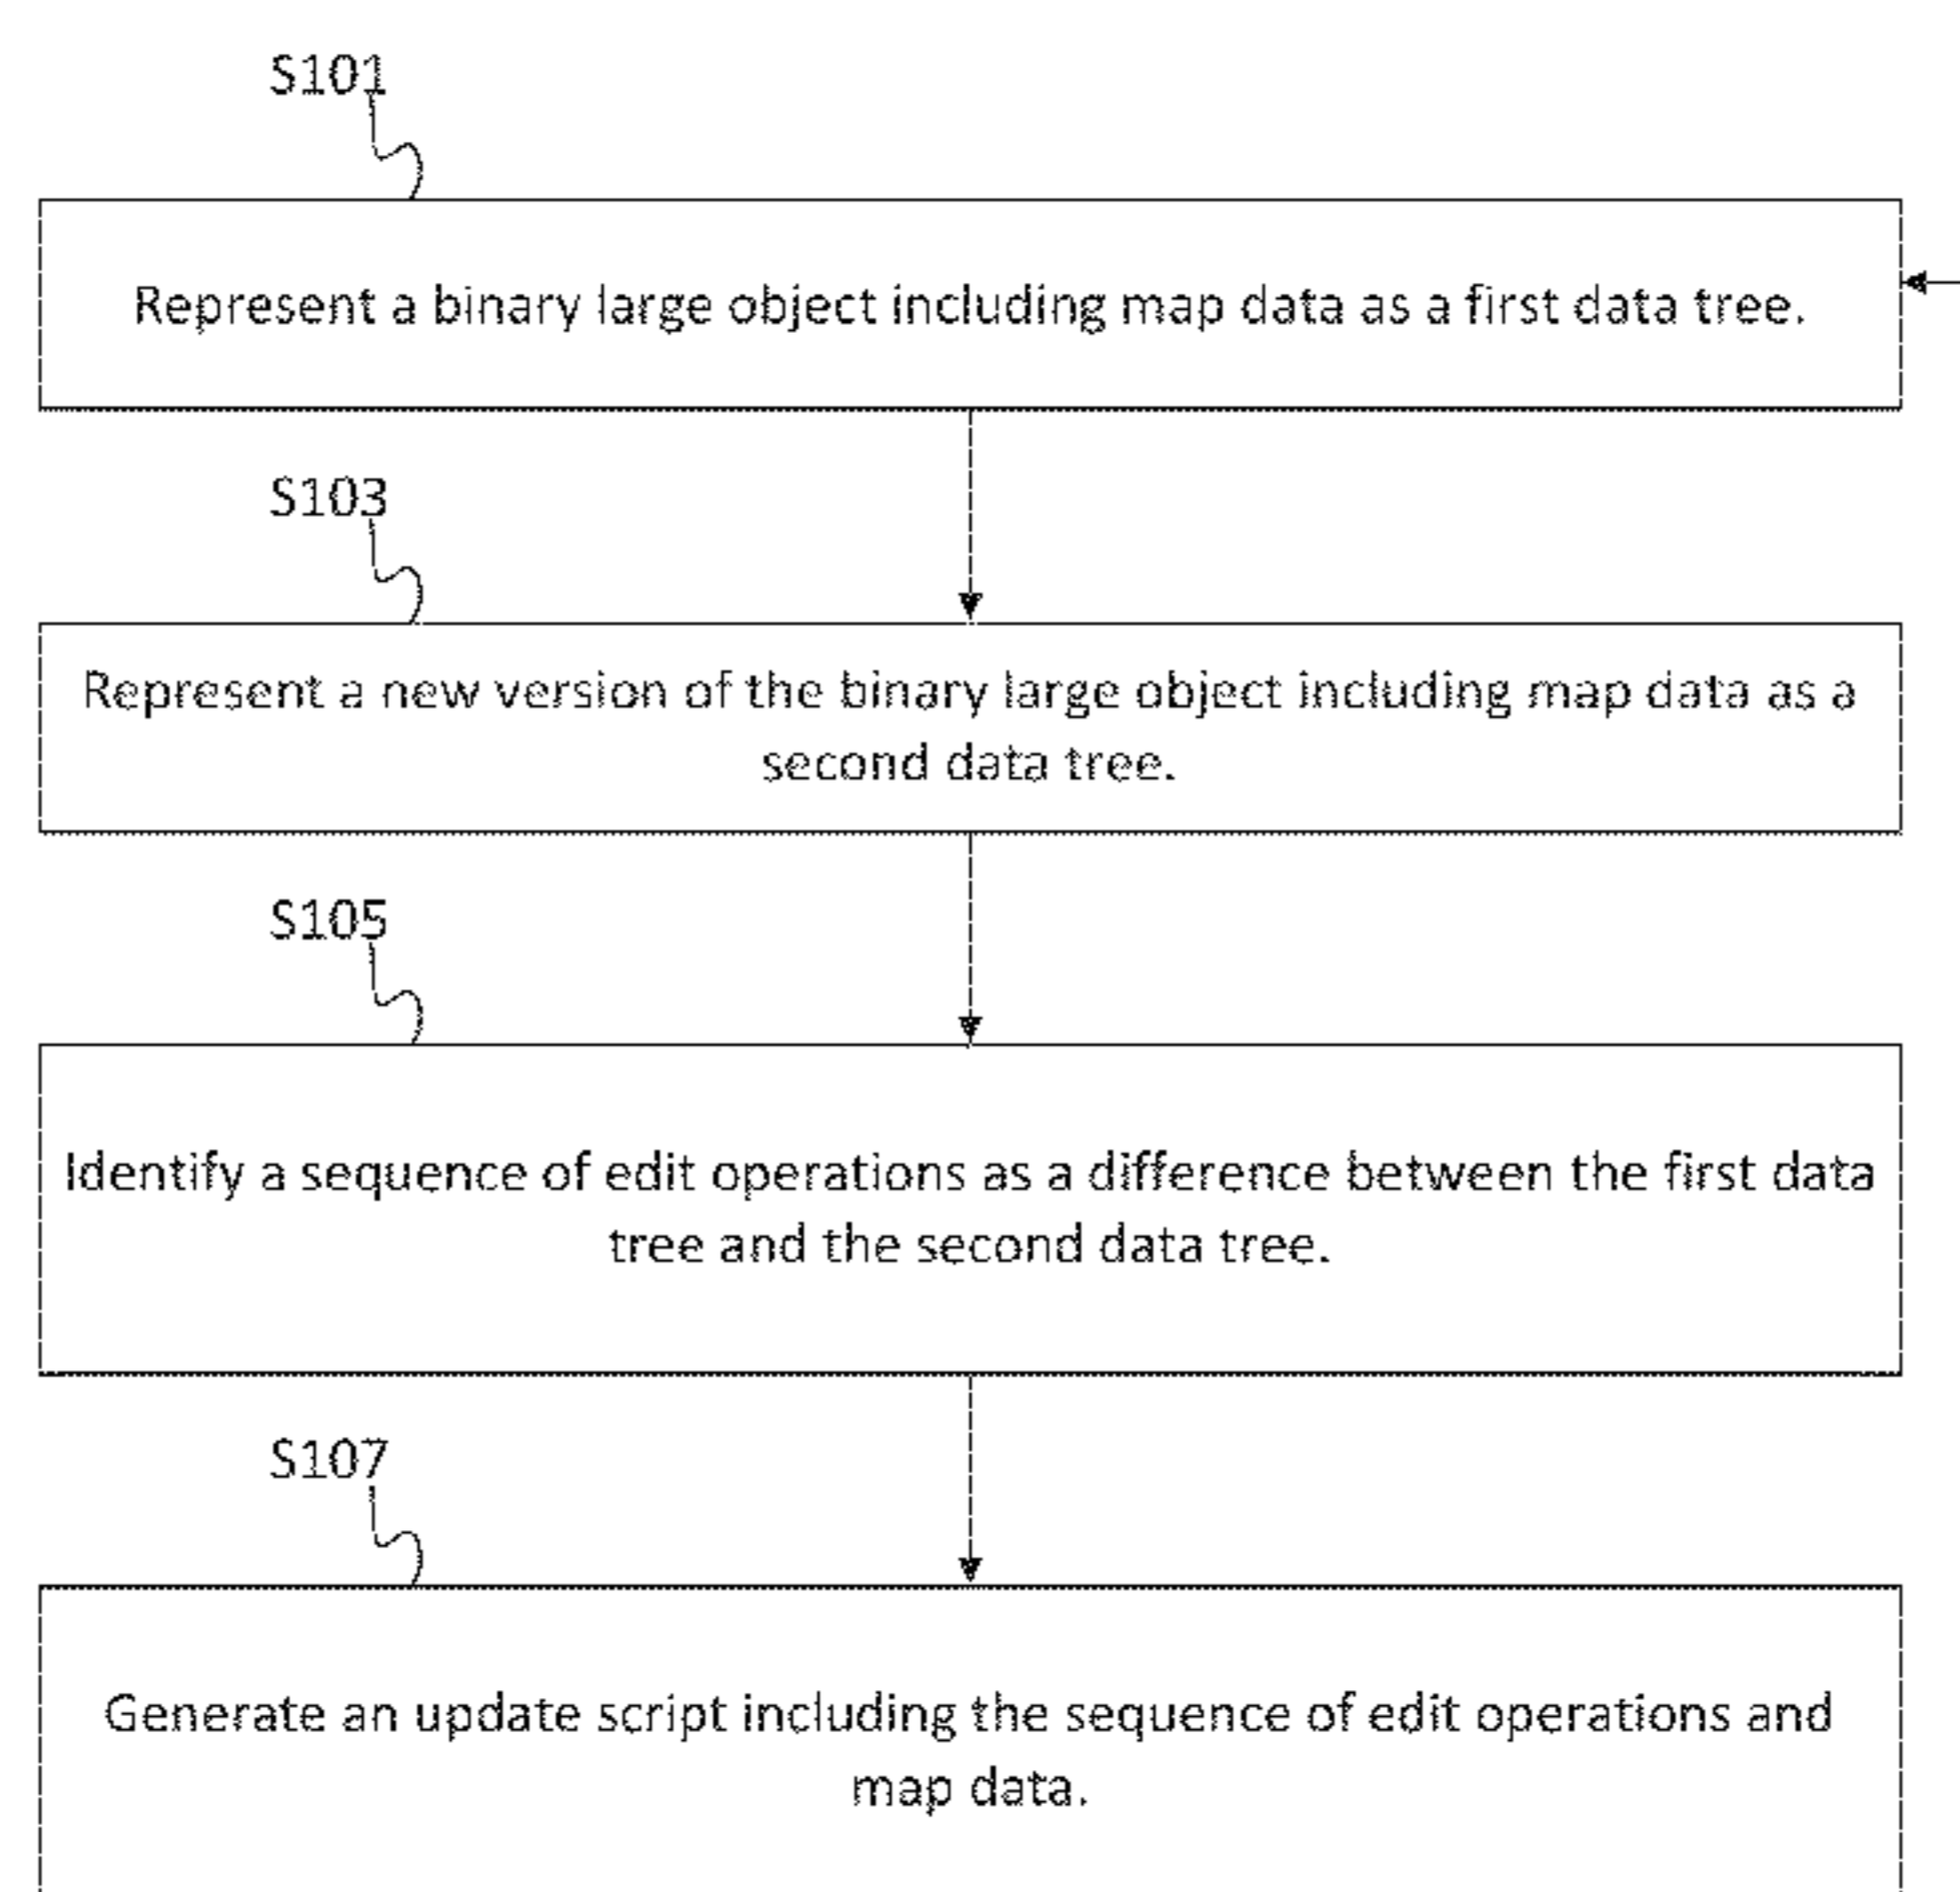 S101
Represent a binary large object including map data as a first data tree.
S103
Represent a new version of the binary large object including map data as a
second data tree.
S105
Identify a sequence of edit operations as a difference between the first data
tree and the second data tree.
S107
Generate an update script including the sequence of edit operations and
map data.